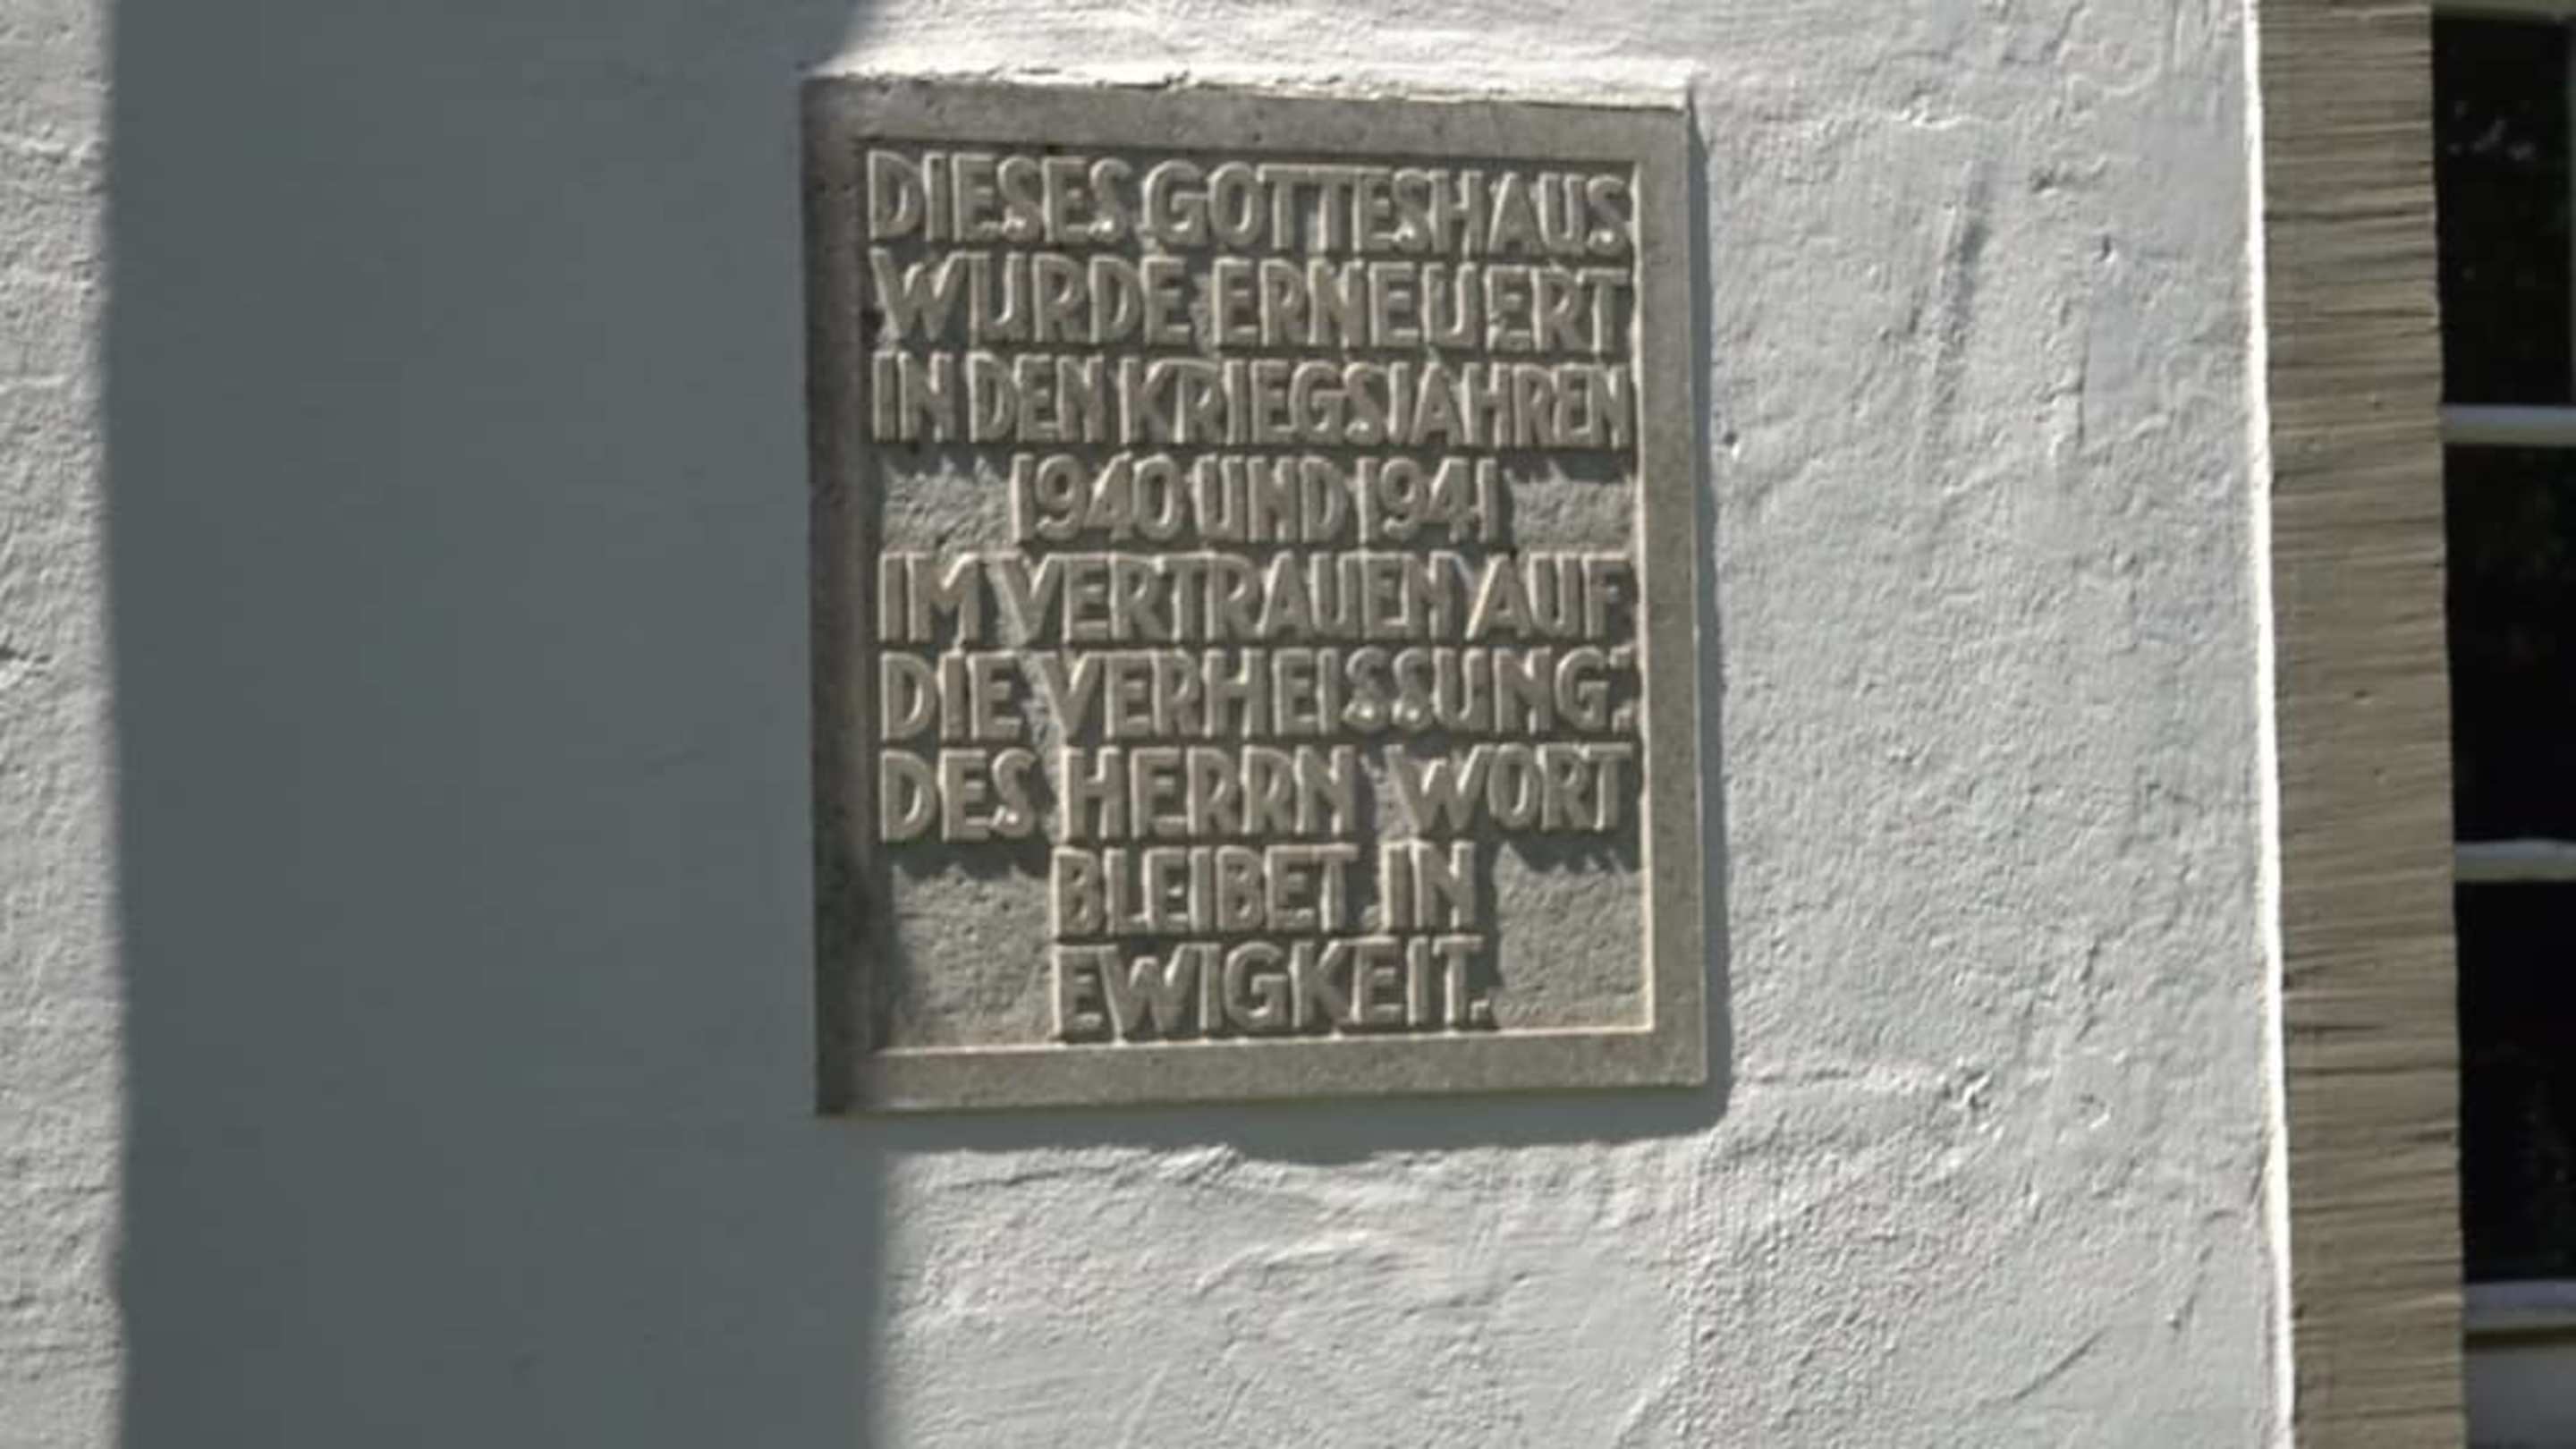 DIESES GOTTESHAUS
WURDE ERNEUERT
IN DEN KRIEGSJAHREN
1940 UND 1941
IM VERTRAUEN AUF
DIE VERHEISSUNG:
DES HERRN WORT
BLEIBET IN
EWIGKEIT.